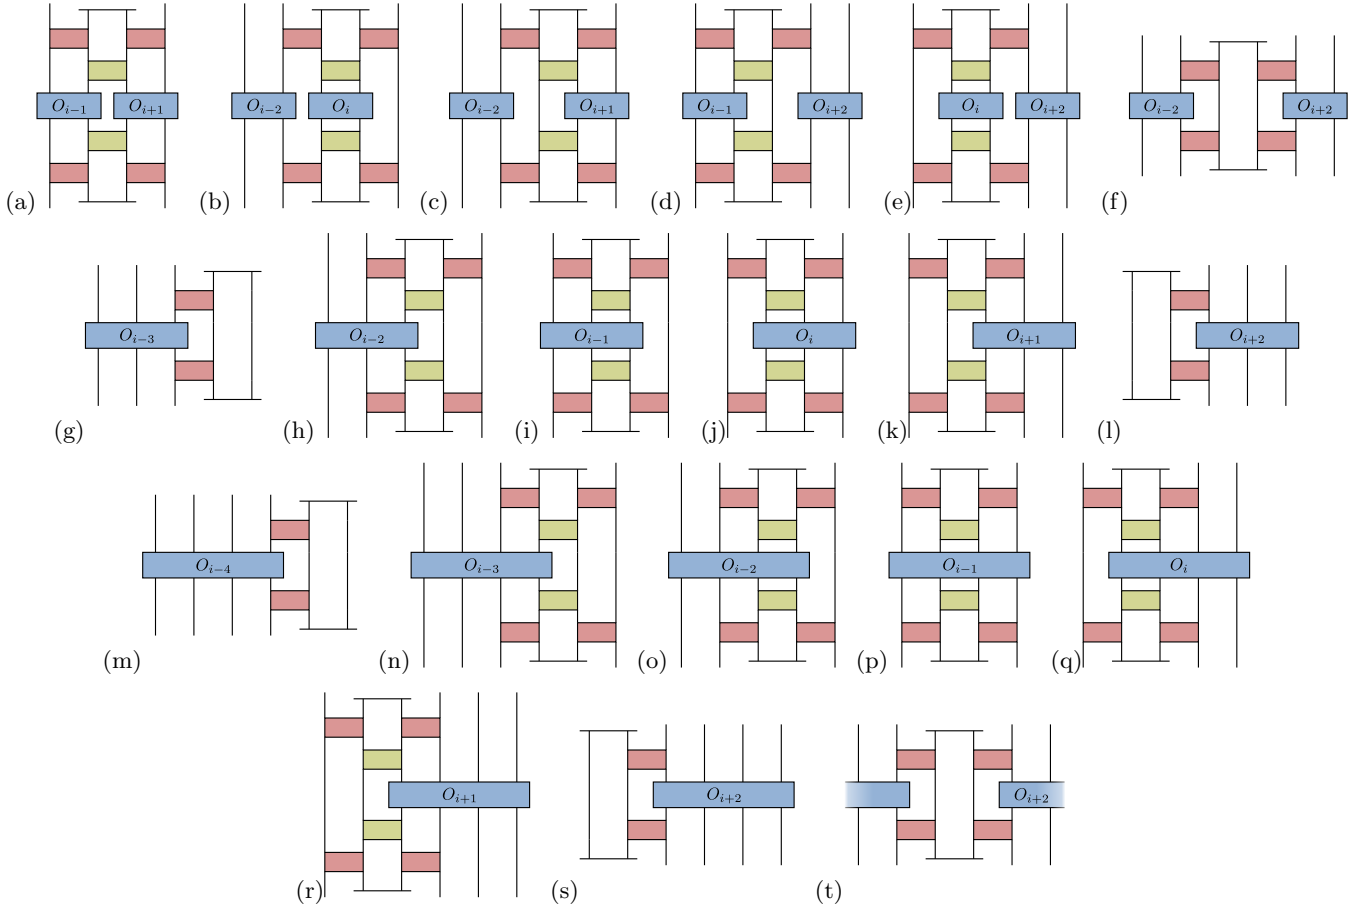 O_{i-1} O_{i+1} O_{i-2} O_i O_{i-2} O_{i+1} O_{i-1} O_{i+2} O_i O_{i+2} O_{i-2} O_{i+2}
(a) (b) (c) (d) (e) (f)
O_{i-3} O_{i-2} O_{i-1} O_i O_{i+1} O_{i+2}
(g) (h) (i) (j) (k) (l)
O_{i-4} O_{i-3} O_{i-2} O_{i-1} O_i
(m) (n) (o) (p) (q)
O_{i+1} O_{i+2} O_{i+2}
(r) (s) (t)